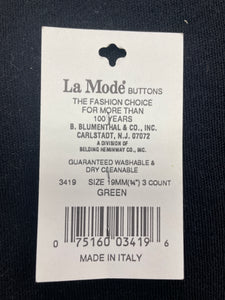 La Mode® BUTTONS
THE FASHION CHOICE
FOR MORE THAN
100 YEARS
B. BLUMENTHAL & CO., INC.
CARLSTADT, N.J. 07072
A DIVISION OF
BELDING HEMINWAY CO., INC.
GUARANTEED WASHABLE &
DRY CLEANABLE
3419 SIZE 19MM(¾") 3 COUNT
GREEN
0 75160 03419 6
MADE IN ITALY